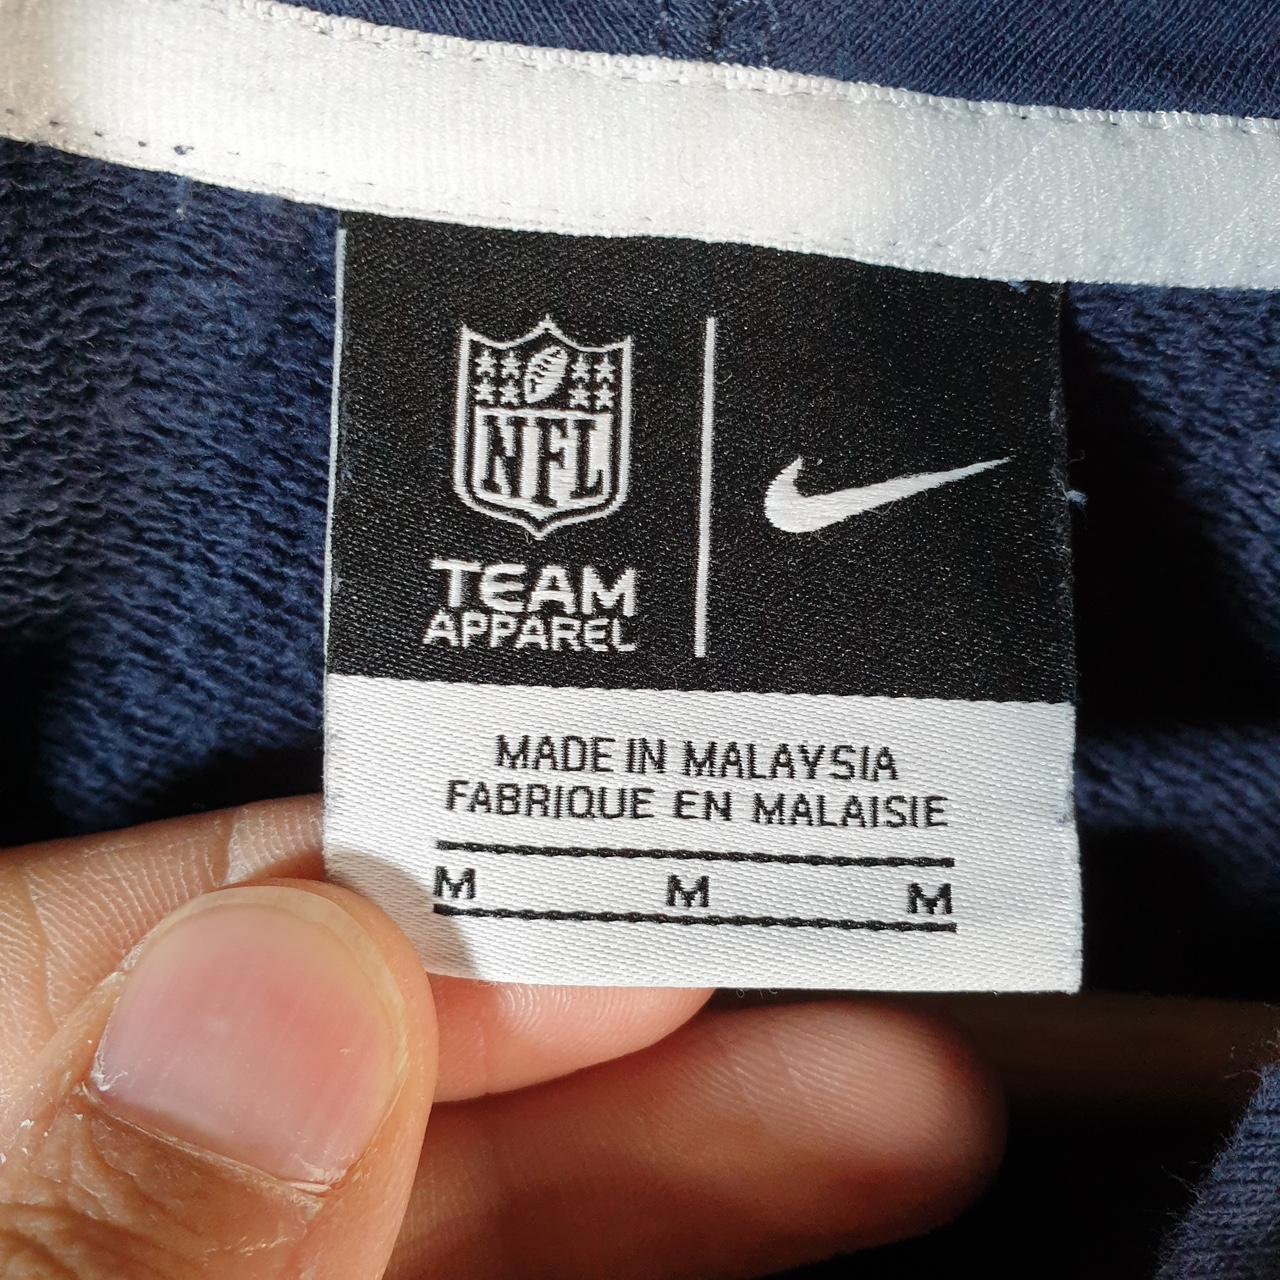 NFL
TEAM
APPAREL
MADE IN MALAYSIA
FABRIQUE EN MALAISIE
M M M